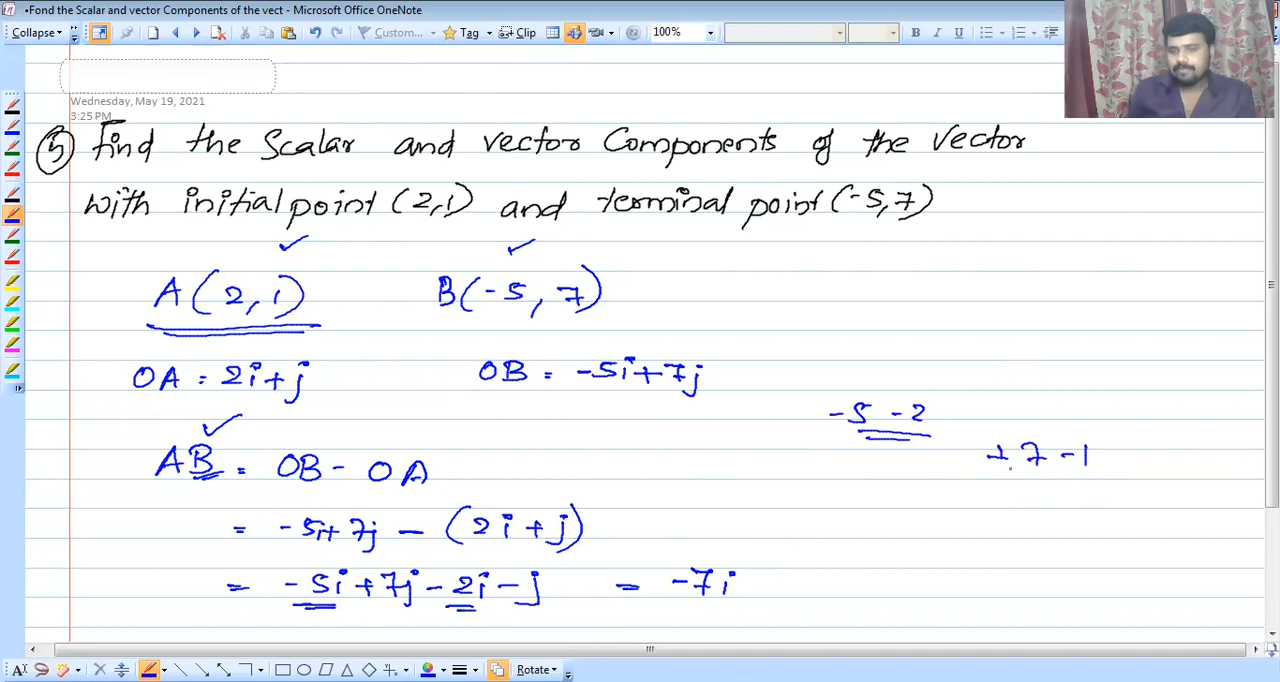 •Fond the Scalar and vector Components of the vect - Microsoft Office OneNote
Collapse Custom... Tag Clip 100% B I U
Wednesday, May 19, 2021
3:25 PM
5 Find the Scalar and vector Components of the vector
with initial point (2,1) and terminal point (-5,7)
A(2,1) B(-5,7)
OA = 2i+j OB = -5i+7j
-5 -2
+7 -1
AB = OB - OA
= -5i+7j - (2i+j)
= -5i+7j-2i-j = -7i
Rotate